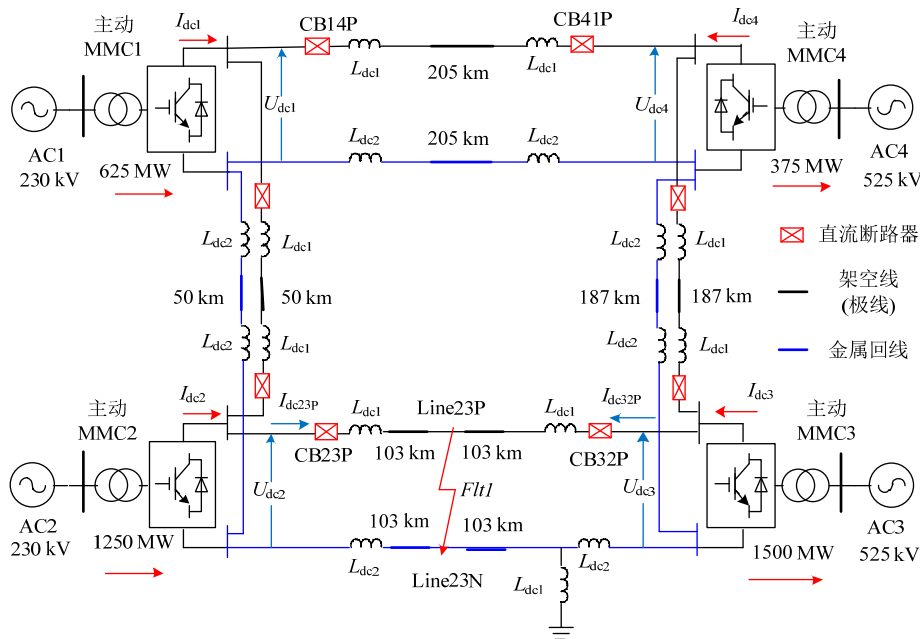 I_dc1
CB14P
CB41P
I_dc4
主动
MMC1
L_dc1
205 km
L_dc1
主动
MMC4
U_dc1
U_dc4
L_dc2
205 km
L_dc2
AC1
230 kV
625 MW
375 MW
AC4
525 kV
L_dc2
L_dc1
L_dc2
L_dc1
直流断路器
50 km
50 km
187 km
187 km
架空线
(极线)
L_dc2
L_dc1
L_dc2
L_dc1
金属回线
主动
MMC2
I_dc2
I_dc23P
L_dc1
Line23P
L_dc1
I_dc32P
I_dc3
主动
MMC3
CB23P
103 km
103 km
CB32P
U_dc2
Flt1
U_dc3
AC2
230 kV
1250 MW
103 km
103 km
1500 MW
AC3
525 kV
L_dc2
Line23N
L_dc1
L_dc2